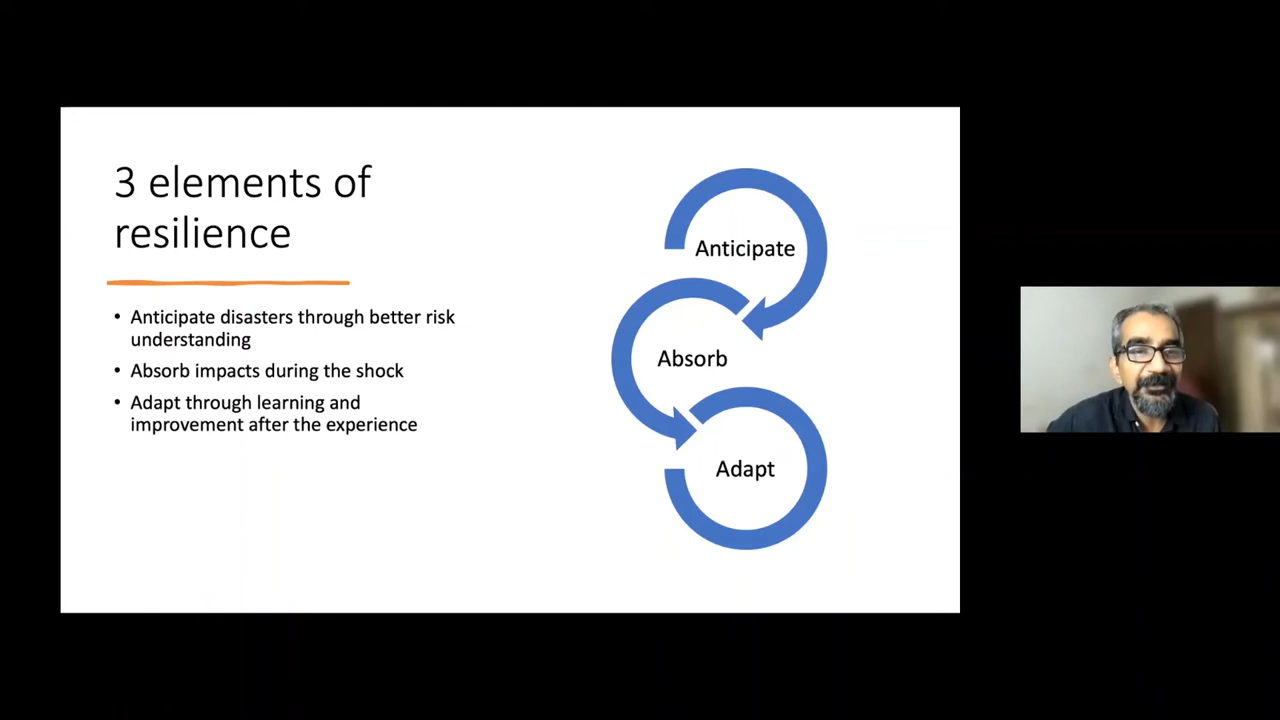 3 elements of
resilience
• Anticipate disasters through better risk
understanding
• Absorb impacts during the shock
• Adapt through learning and
improvement after the experience
Anticipate
Absorb
Adapt